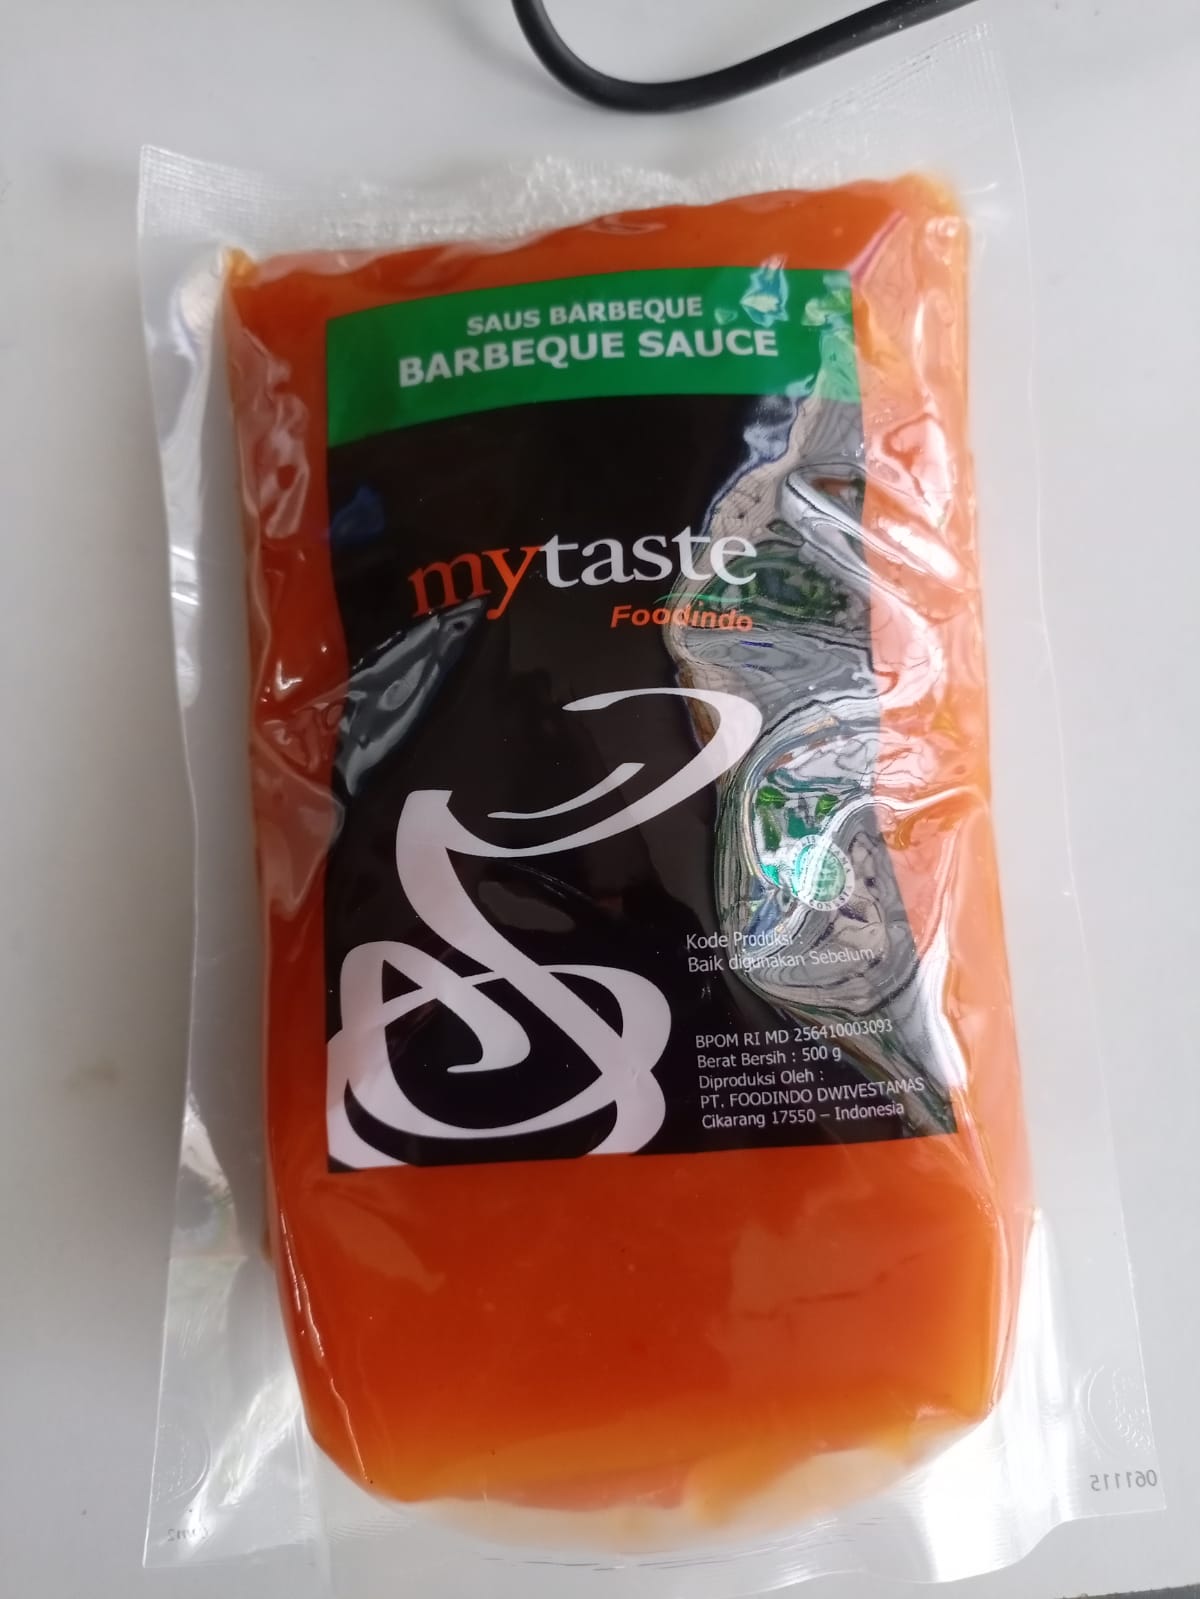 SAUS BARBEQUE
BARBEQUE SAUCE
mytaste
Foodindo
Kode Produksi :
Baik digunakan Sebelum :
BPOM RI MD 256410003093
Berat Bersih : 500 g
Diproduksi Oleh :
PT. FOODINDO DWIVESTAMAS
Cikarang 17550 – Indonesia
061115